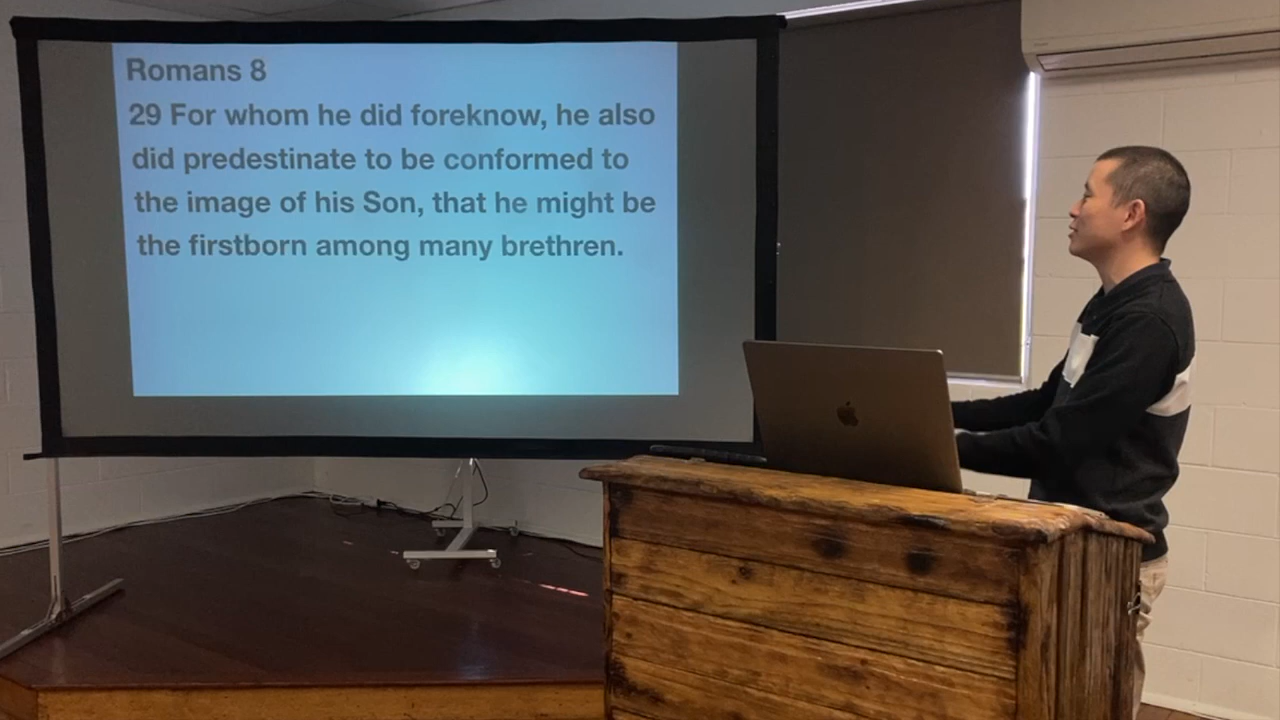 Romans 8
29 For whom he did foreknow, he also
did predestinate to be conformed to
the image of his Son, that he might be
the firstborn among many brethren.